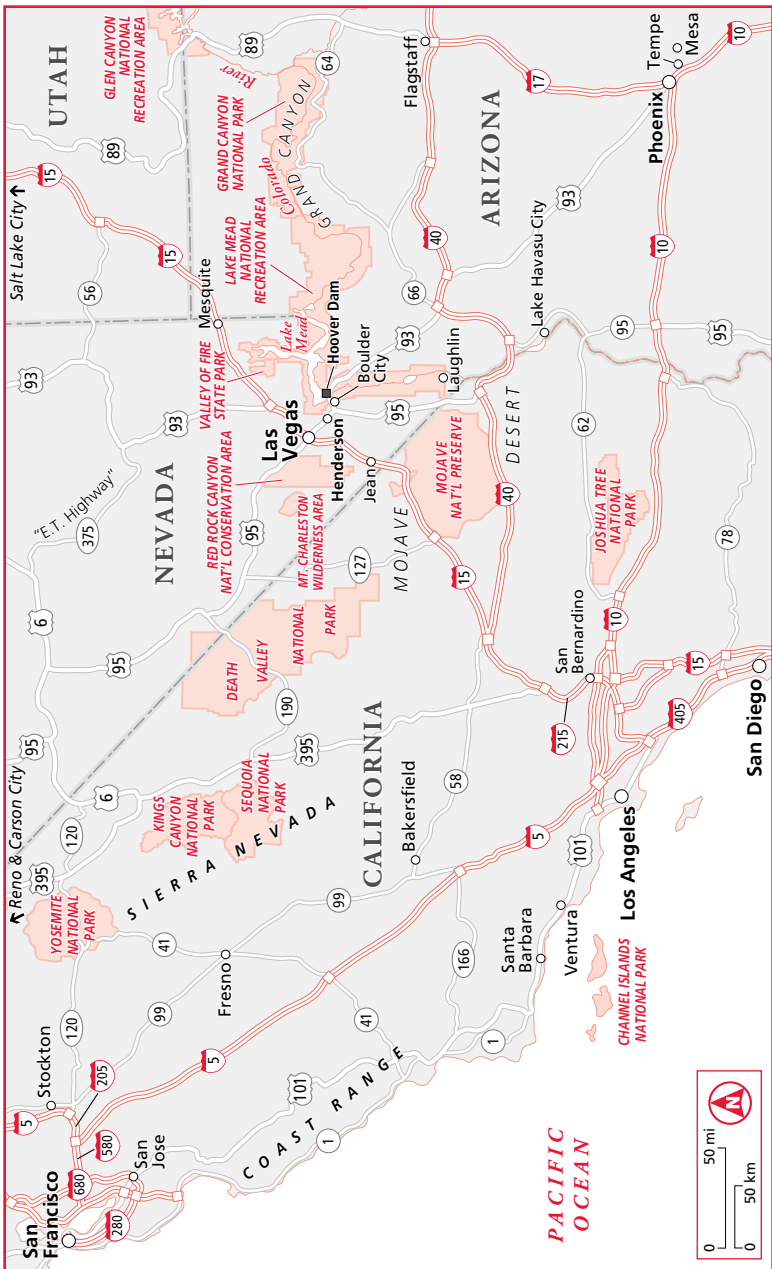 San
Francisco
280
680
580
205
5
Stockton
San
Jose
120
99
5
101
1
COAST RANGE
PACIFIC
OCEAN
0
50 mi
0
50 km
N
Reno & Carson City
395
YOSEMITE
NATIONAL
PARK
120
6
95
41
Fresno
99
41
SIERRA NEVADA
KINGS
CANYON
NATIONAL
PARK
SEQUOIA
NATIONAL
PARK
395
190
CALIFORNIA
Bakersfield
58
166
5
1
Santa
Barbara
Ventura
101
CHANNEL ISLANDS
NATIONAL PARK
Los Angeles
405
San Diego
15
215
San
Bernardino
10
95
6
375
"E.T. Highway"
NEVADA
95
DEATH
VALLEY
NATIONAL
PARK
127
MT. CHARLESTON
WILDERNESS AREA
RED ROCK CANYON
NAT'L CONSERVATION AREA
Las
Vegas
Henderson
Jean
MOJAVE
DESERT
MOJAVE
NAT'L PRESERVE
15
40
JOSHUA TREE
NATIONAL
PARK
62
78
93
93
56
VALLEY OF FIRE
STATE PARK
Mesquite
Lake
Mead
Hoover Dam
Boulder
City
95
93
Laughlin
LAKE MEAD
NATIONAL
RECREATION AREA
Salt Lake City
15
15
UTAH
89
GLEN CANYON
NATIONAL
RECREATION AREA
89
Colorado
River
GRAND CANYON
NATIONAL PARK
GRAND CANYON
64
66
40
Flagstaff
17
ARIZONA
93
Lake Havasu City
95
95
10
Phoenix
Tempe
Mesa
10